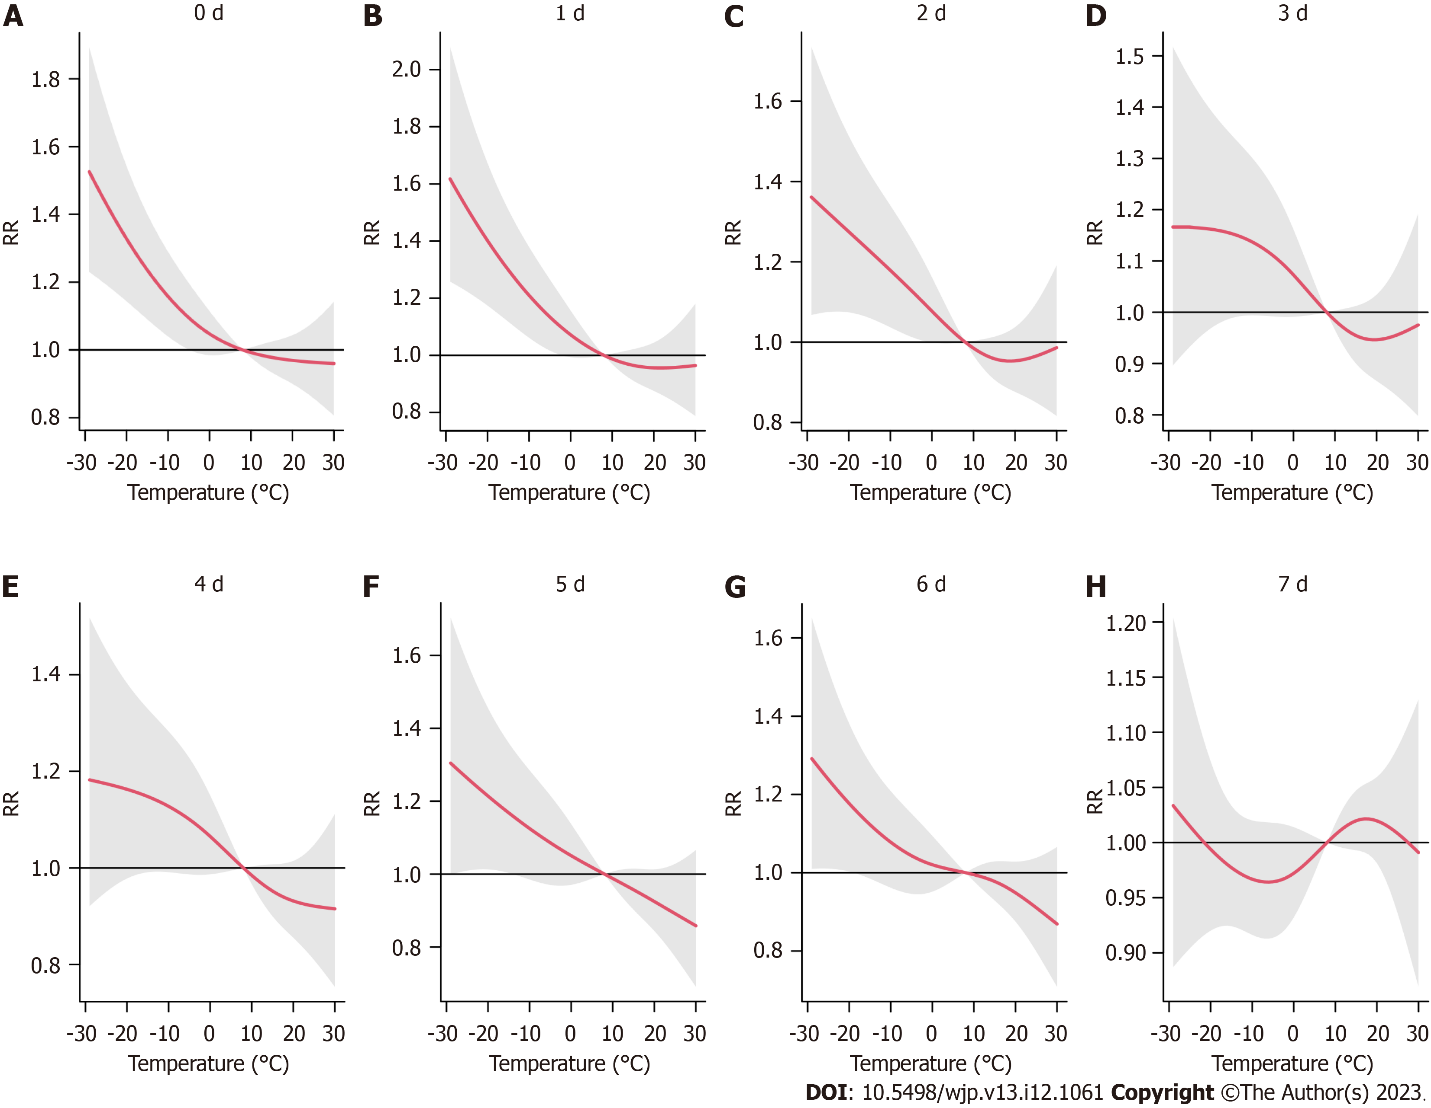 A 0 d B 1 d C 2 d D 3 d
RR
1.8
1.6
1.4
1.2
1.0
0.8
-30 -20 -10 0 10 20 30
Temperature (°C)
RR
2.0
1.8
1.6
1.4
1.2
1.0
0.8
-30 -20 -10 0 10 20 30
Temperature (°C)
RR
1.6
1.4
1.2
1.0
0.8
-30 -20 -10 0 10 20 30
Temperature (°C)
RR
1.5
1.4
1.3
1.2
1.1
1.0
0.9
0.8
-30 -20 -10 0 10 20 30
Temperature (°C)
E 4 d F 5 d G 6 d H 7 d
RR
1.4
1.2
1.0
0.8
-30 -20 -10 0 10 20 30
Temperature (°C)
RR
1.6
1.4
1.2
1.0
0.8
-30 -20 -10 0 10 20 30
Temperature (°C)
RR
1.6
1.4
1.2
1.0
0.8
-30 -20 -10 0 10 20 30
Temperature (°C)
RR
1.20
1.15
1.10
1.05
1.00
0.95
0.90
-30 -20 -10 0 10 20 30
Temperature (°C)
DOI: 10.5498/wjp.v13.i12.1061 Copyright ©The Author(s) 2023.